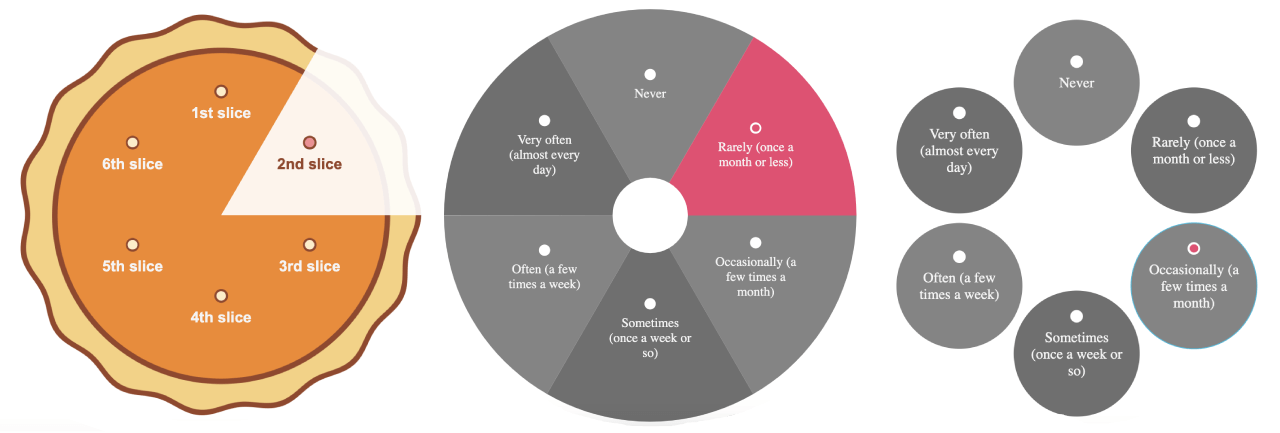 1st slice
2nd slice
3rd slice
4th slice
5th slice
6th slice
Never
Rarely (once a
month or less)
Occasionally (a
few times a
month)
Sometimes
(once a week or
so)
Often (a few
times a week)
Very often
(almost every
day)
Never
Rarely (once a
month or less)
Occasionally (a
few times a
month)
Sometimes
(once a week or
so)
Often (a few
times a week)
Very often
(almost every
day)